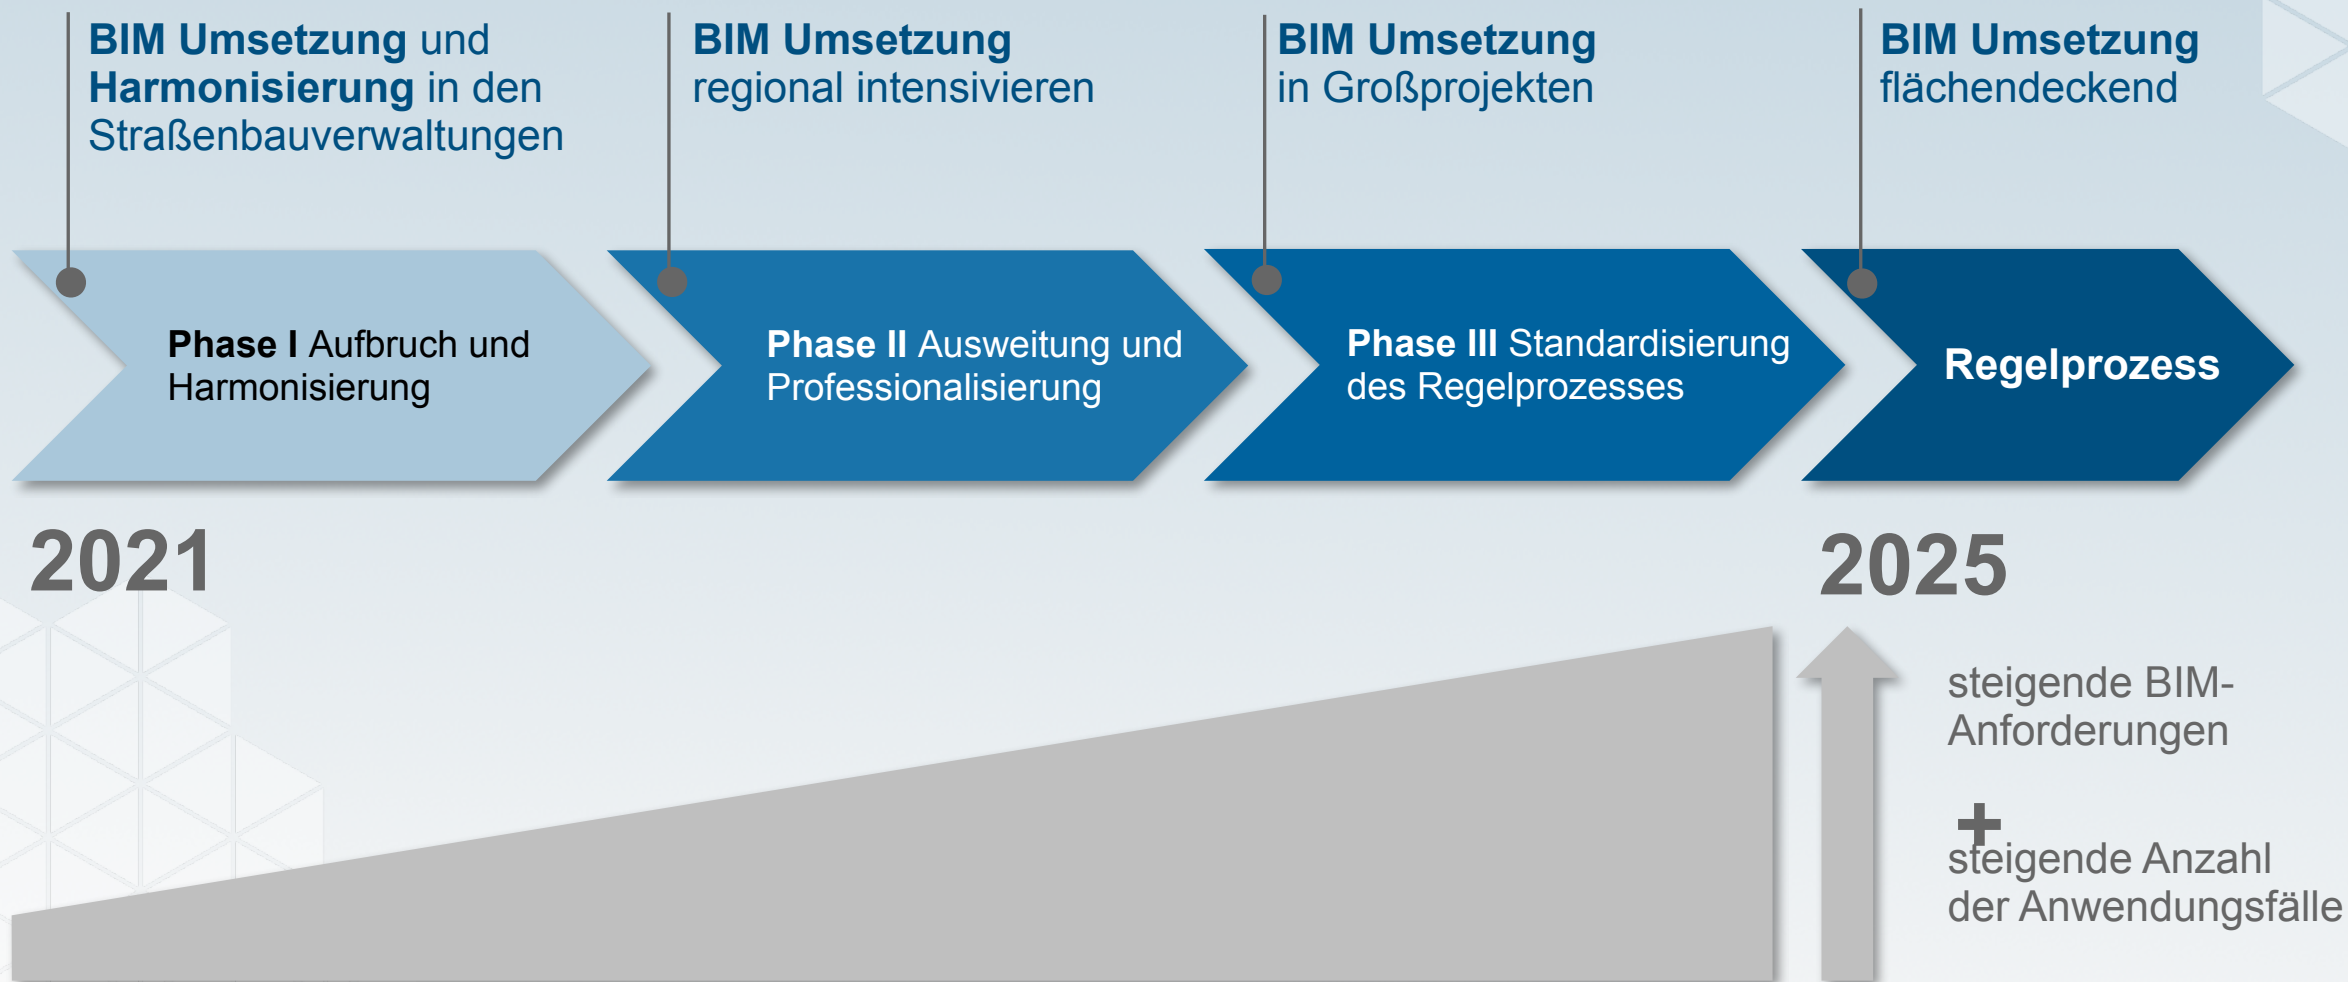 BIM Umsetzung und
Harmonisierung in den
Straßenbauverwaltungen
BIM Umsetzung
regional intensivieren
BIM Umsetzung
in Großprojekten
BIM Umsetzung
flächendeckend
Phase I Aufbruch und
Harmonisierung
Phase II Ausweitung und
Professionalisierung
Phase III Standardisierung
des Regelprozesses
Regelprozess
2021
2025
steigende BIM-
Anforderungen
+
steigende Anzahl
der Anwendungsfälle